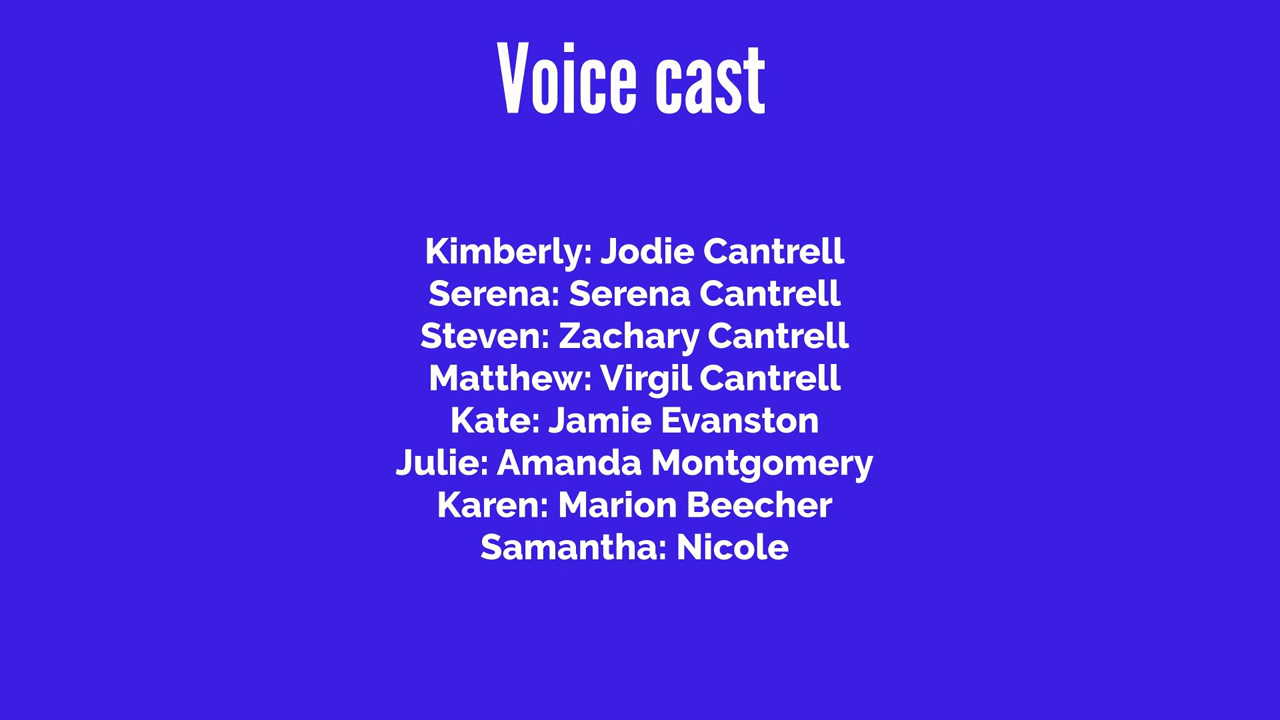 Voice cast
Kimberly: Jodie Cantrell
Serena: Serena Cantrell
Steven: Zachary Cantrell
Matthew: Virgil Cantrell
Kate: Jamie Evanston
Julie: Amanda Montgomery
Karen: Marion Beecher
Samantha: Nicole